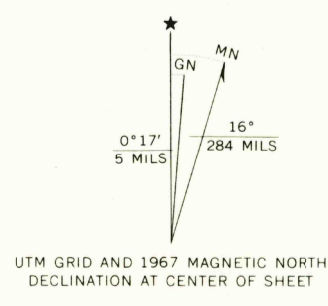 MN
GN
0°17′
5 MILS
16°
284 MILS
UTM GRID AND 1967 MAGNETIC NORTH
DECLINATION AT CENTER OF SHEET